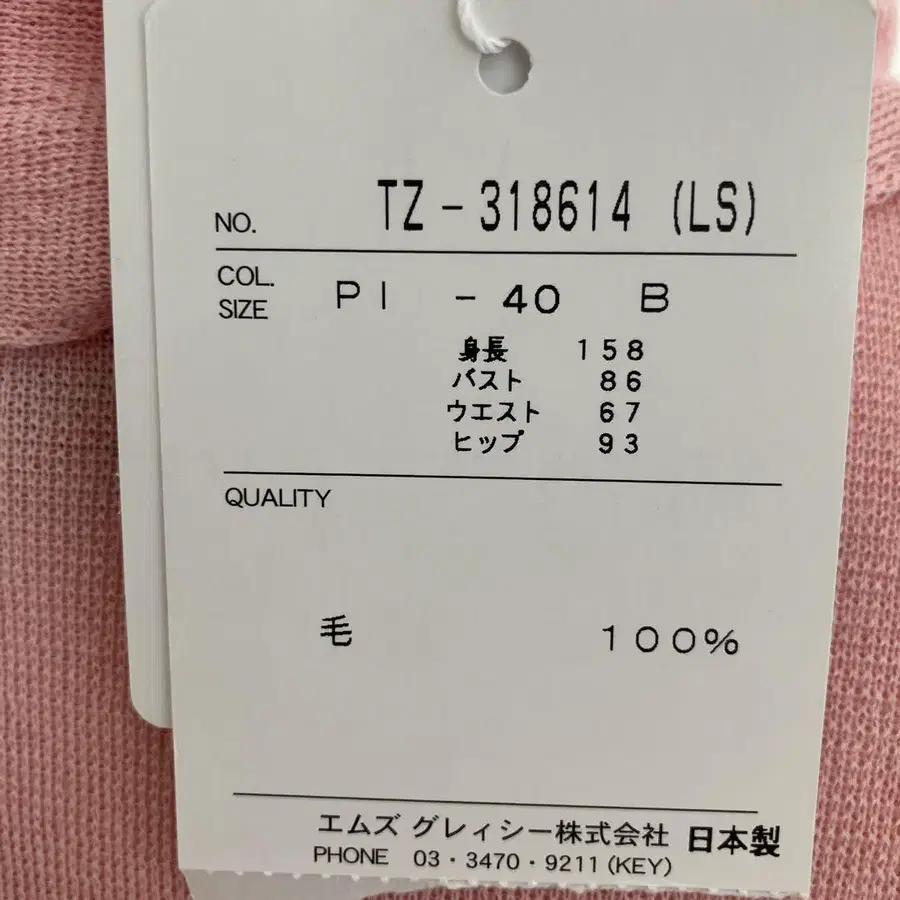 NO. TZ-318614 (LS)
COL.
SIZE PI -40 B
身長 158
バスト 86
ウエスト 67
ヒップ 93
QUALITY
毛 100%
エムズ グレィシー株式会社 日本製
PHONE 03・3470・9211(KEY)